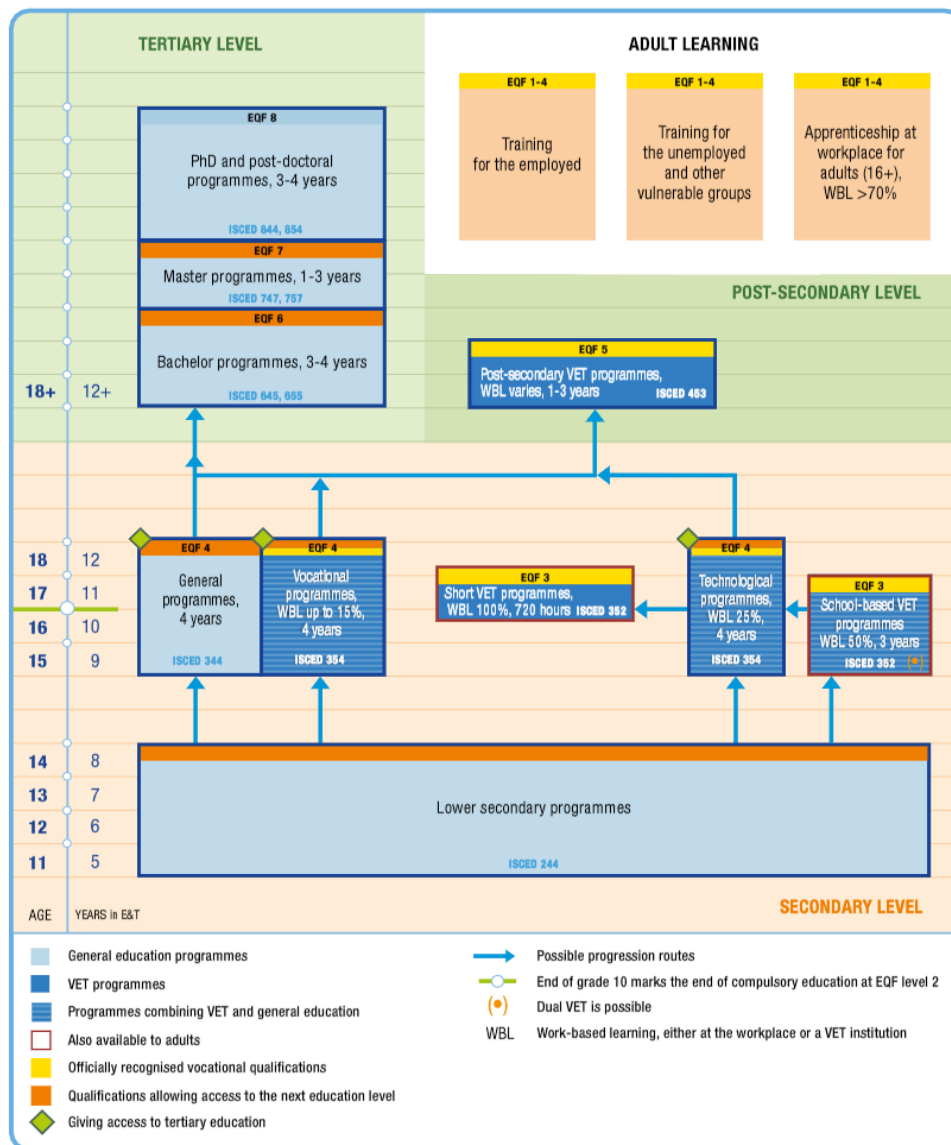 TERTIARY LEVEL
ADULT LEARNING
EQF 1-4
Training
for the employed
EQF 1-4
Training for
the unemployed
and other
vulnerable groups
EQF 1-4
Apprenticeship at
workplace for
adults (16+),
WBL >70%
EQF 8
PhD and post-doctoral
programmes, 3-4 years
ISCED 844, 854
EQF 7
Master programmes, 1-3 years
ISCED 747, 757
EQF 6
Bachelor programmes, 3-4 years
ISCED 645, 655
POST-SECONDARY LEVEL
EQF 5
Post-secondary VET programmes,
WBL varies, 1-3 years ISCED 453
18+ 12+
18 12
17 11
16 10
15 9
EQF 4
General
programmes,
4 years
ISCED 344
EQF 4
Vocational
programmes,
WBL up to 15%,
4 years
ISCED 354
EQF 3
Short VET programmes,
WBL 100%, 720 hours ISCED 352
EQF 4
Technological
programmes,
WBL 25%,
4 years
ISCED 354
EQF 3
School-based VET
programmes
WBL 50%, 3 years
ISCED 352
14 8
13 7
12 6
11 5
Lower secondary programmes
ISCED 244
AGE YEARS in E&T
SECONDARY LEVEL
General education programmes
VET programmes
Programmes combining VET and general education
Also available to adults
Officially recognised vocational qualifications
Qualifications allowing access to the next education level
Giving access to tertiary education
Possible progression routes
End of grade 10 marks the end of compulsory education at EQF level 2
Dual VET is possible
WBL Work-based learning, either at the workplace or a VET institution